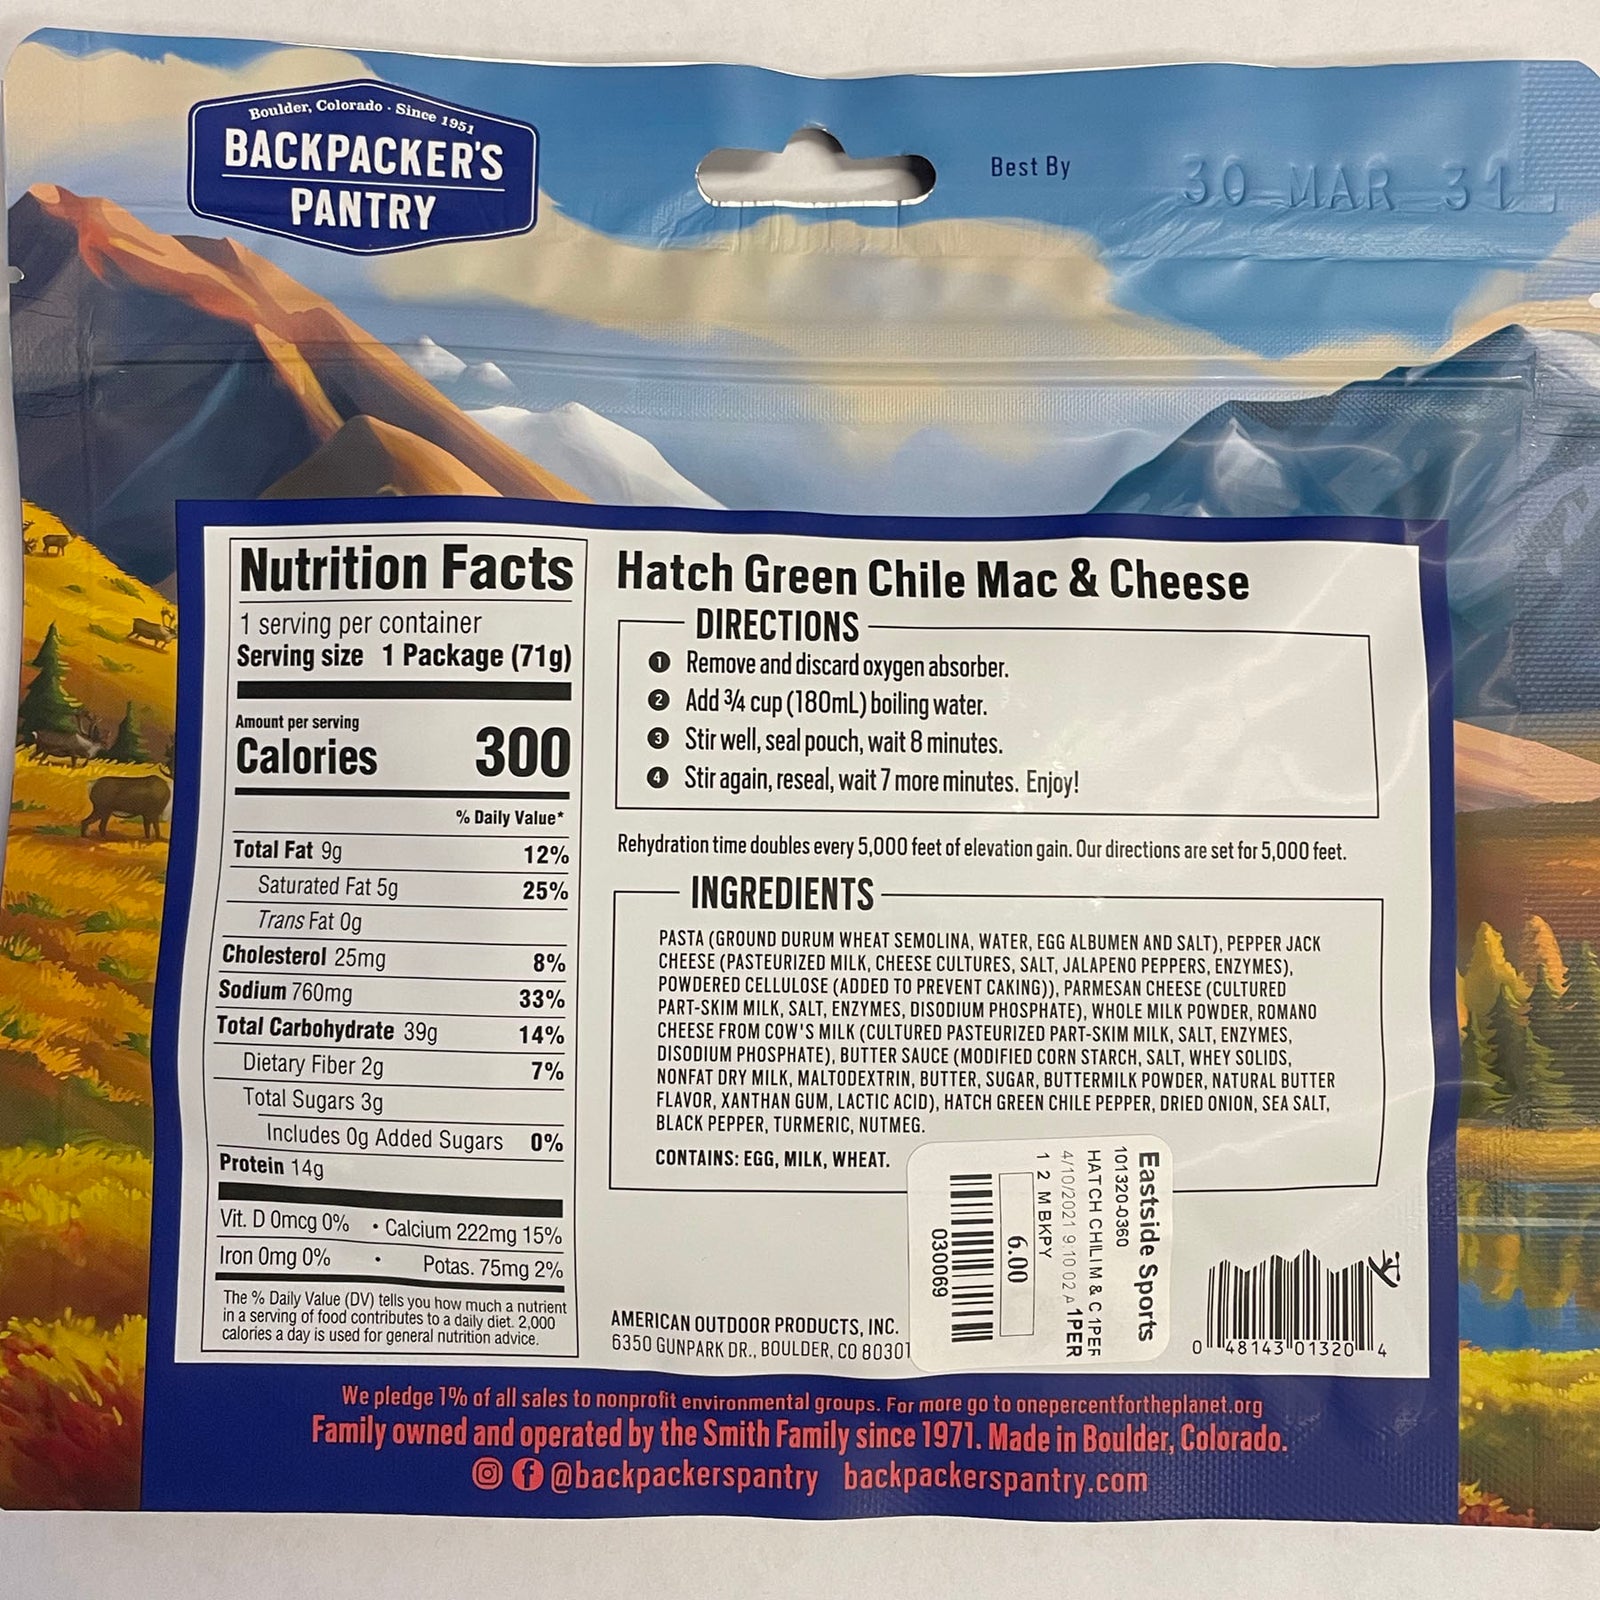 Boulder, Colorado · Since 1951
BACKPACKER'S
PANTRY
Best By
30 MAR 31
Nutrition Facts
1 serving per container
Serving size 1 Package (71g)
Amount per serving
Calories 300
% Daily Value*
Total Fat 9g 12%
Saturated Fat 5g 25%
Trans Fat 0g
Cholesterol 25mg 8%
Sodium 760mg 33%
Total Carbohydrate 39g 14%
Dietary Fiber 2g 7%
Total Sugars 3g
Includes 0g Added Sugars 0%
Protein 14g
Vit. D 0mcg 0% • Calcium 222mg 15%
Iron 0mg 0% • Potas. 75mg 2%
The % Daily Value (DV) tells you how much a nutrient
in a serving of food contributes to a daily diet. 2,000
calories a day is used for general nutrition advice.
Hatch Green Chile Mac & Cheese
DIRECTIONS
1 Remove and discard oxygen absorber.
2 Add ¾ cup (180mL) boiling water.
3 Stir well, seal pouch, wait 8 minutes.
4 Stir again, reseal, wait 7 more minutes. Enjoy!
Rehydration time doubles every 5,000 feet of elevation gain. Our directions are set for 5,000 feet.
INGREDIENTS
PASTA (GROUND DURUM WHEAT SEMOLINA, WATER, EGG ALBUMEN AND SALT), PEPPER JACK
CHEESE (PASTEURIZED MILK, CHEESE CULTURES, SALT, JALAPENO PEPPERS, ENZYMES),
POWDERED CELLULOSE (ADDED TO PREVENT CAKING)), PARMESAN CHEESE (CULTURED
PART-SKIM MILK, SALT, ENZYMES, DISODIUM PHOSPHATE), WHOLE MILK POWDER, ROMANO
CHEESE FROM COW'S MILK (CULTURED PASTEURIZED PART-SKIM MILK, SALT, ENZYMES,
DISODIUM PHOSPHATE), BUTTER SAUCE (MODIFIED CORN STARCH, SALT, WHEY SOLIDS,
NONFAT DRY MILK, MALTODEXTRIN, BUTTER, SUGAR, BUTTERMILK POWDER, NATURAL BUTTER
FLAVOR, XANTHAN GUM, LACTIC ACID), HATCH GREEN CHILE PEPPER, DRIED ONION, SEA SALT,
BLACK PEPPER, TURMERIC, NUTMEG.
CONTAINS: EGG, MILK, WHEAT.
AMERICAN OUTDOOR PRODUCTS, INC.
6350 GUNPARK DR., BOULDER, CO 80301
Eastside Sports
101320-0360
HATCH CHILI M & C 1PER
4/10/2021 9:10:02 A 1PER
1 2 MBKPY
6.00
030069
0 48143 01320 4
We pledge 1% of all sales to nonprofit environmental groups. For more go to onepercentfortheplanet.org
Family owned and operated by the Smith Family since 1971. Made in Boulder, Colorado.
@backpackerspantry backpackerspantry.com